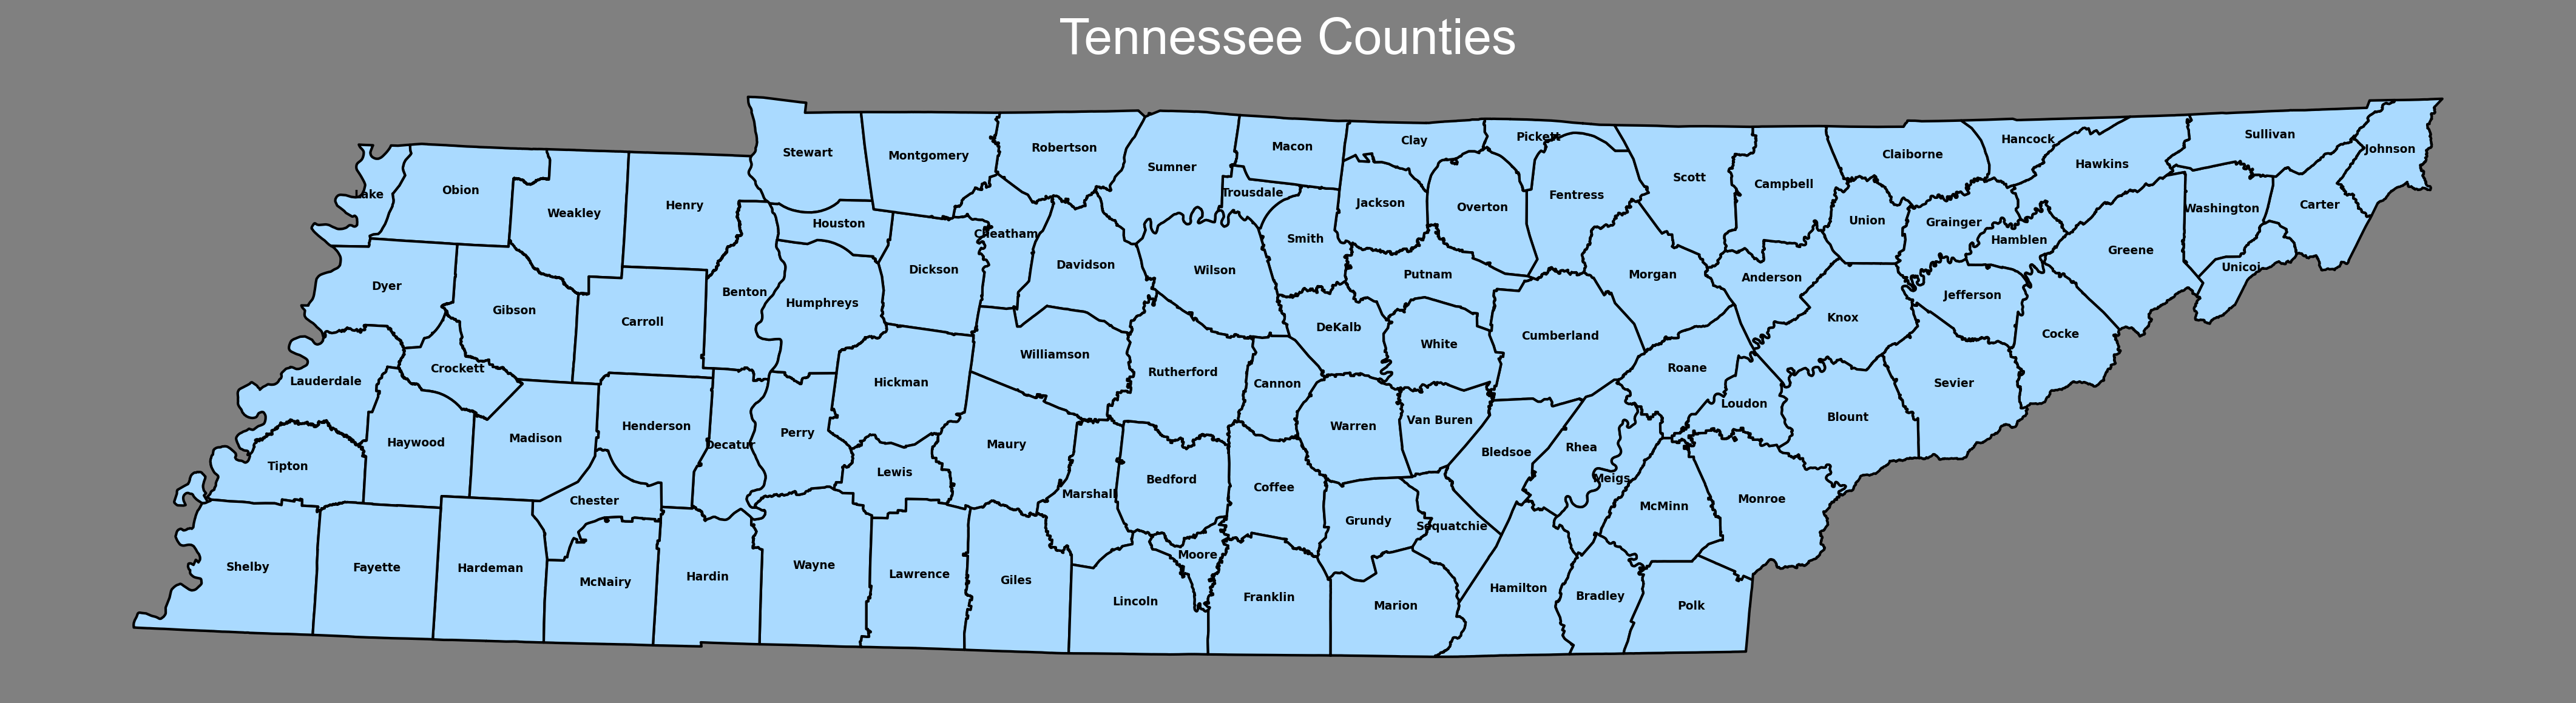 Tennessee Counties
Stewart
Montgomery
Robertson
Sumner
Macon
Clay
Pickett
Fentress
Scott
Campbell
Claiborne
Hancock
Hawkins
Sullivan
Johnson
Lake
Obion
Weakley
Henry
Houston
Trousdale
Jackson
Overton
Union
Grainger
Hamblen
Washington
Carter
Cheatham
Davidson
Dickson
Wilson
Smith
Putnam
Morgan
Anderson
Greene
Unicoi
Dyer
Gibson
Carroll
Benton
Humphreys
DeKalb
White
Cumberland
Knox
Jefferson
Cocke
Lauderdale
Crockett
Hickman
Williamson
Rutherford
Cannon
Roane
Loudon
Sevier
Tipton
Haywood
Madison
Henderson
Decatur
Perry
Lewis
Maury
Warren
Van Buren
Bledsoe
Rhea
Blount
Chester
Marshall
Bedford
Coffee
Grundy
Sequatchie
Meigs
McMinn
Monroe
Shelby
Fayette
Hardeman
McNairy
Hardin
Wayne
Lawrence
Giles
Lincoln
Moore
Franklin
Marion
Hamilton
Bradley
Polk